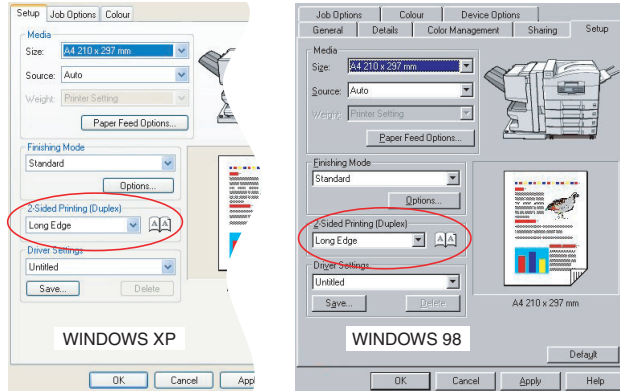 Setup Job Options Colour
Media
Size: A4 210 x 297 mm
Source: Auto
Weight: Printer Setting
Paper Feed Options...
Finishing Mode
Standard
Options...
2-Sided Printing (Duplex)
Long Edge
AA
Driver Settings
Untitled
Save... Delete
WINDOWS XP
OK Cancel Appl
Job Options Colour Device Options
General Details Color Management Sharing Setup
Media
Size: A4 210 x 297 mm
Source: Auto
Weight: Printer Setting
Paper Feed Options...
Finishing Mode
Standard
Options...
2-Sided Printing (Duplex)
Long Edge
AA
Driver Settings
Untitled
Save... Delete
A4 210 x 297 mm
WINDOWS 98
Default
OK Cancel Apply Help